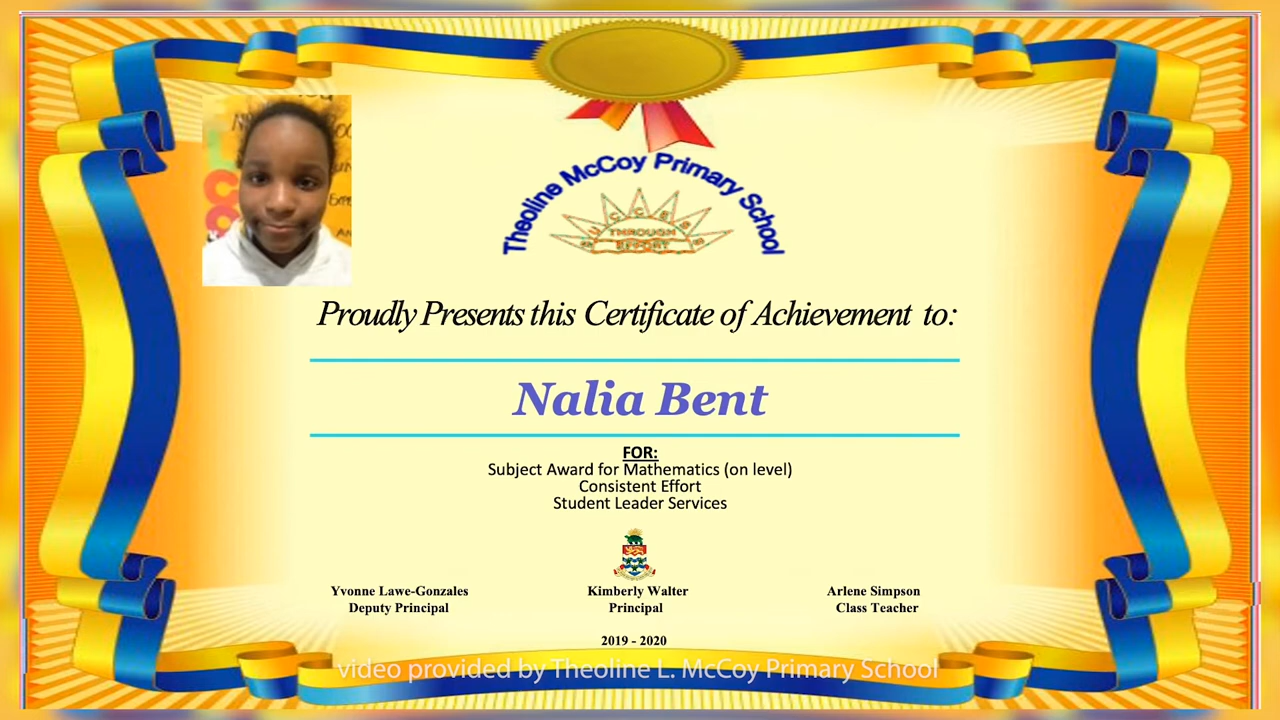 Theoline McCoy Primary School
SUCCESS
THROUGH
EFFORT
Proudly Presents this Certificate of Achievement to:
Nalia Bent
FOR:
Subject Award for Mathematics (on level)
Consistent Effort
Student Leader Services
Yvonne Lawe-Gonzales Kimberly Walter Arlene Simpson
Deputy Principal Principal Class Teacher
2019 - 2020
video provided by Theoline L. McCoy Primary School